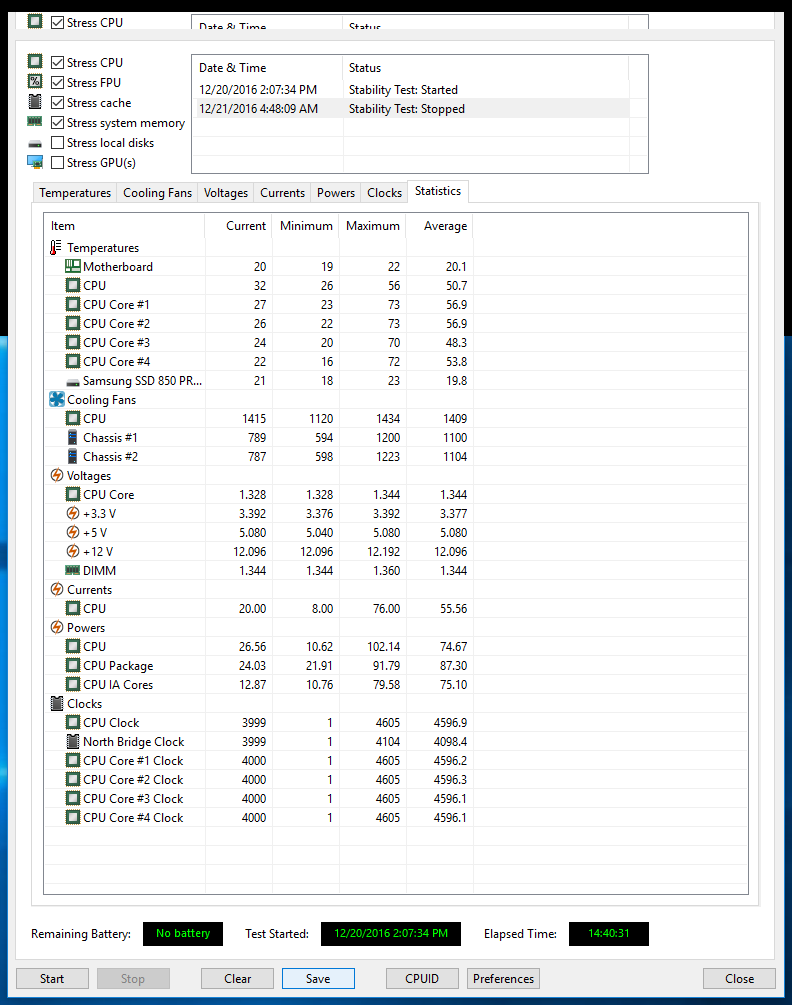 Stress CPU
Date & Time Status
Stress CPU
Stress FPU
Stress cache
Stress system memory
Stress local disks
Stress GPU(s)
Date & Time Status
12/20/2016 2:07:34 PM Stability Test: Started
12/21/2016 4:48:09 AM Stability Test: Stopped
Temperatures Cooling Fans Voltages Currents Powers Clocks Statistics
Item Current Minimum Maximum Average
Temperatures
Motherboard 20 19 22 20.1
CPU 32 26 56 50.7
CPU Core #1 27 23 73 56.9
CPU Core #2 26 22 73 56.9
CPU Core #3 24 20 70 48.3
CPU Core #4 22 16 72 53.8
Samsung SSD 850 PR... 21 18 23 19.8
Cooling Fans
CPU 1415 1120 1434 1409
Chassis #1 789 594 1200 1100
Chassis #2 787 598 1223 1104
Voltages
CPU Core 1.328 1.328 1.344 1.344
+3.3 V 3.392 3.376 3.392 3.377
+5 V 5.080 5.040 5.080 5.080
+12 V 12.096 12.096 12.192 12.096
DIMM 1.344 1.344 1.360 1.344
Currents
CPU 20.00 8.00 76.00 55.56
Powers
CPU 26.56 10.62 102.14 74.67
CPU Package 24.03 21.91 91.79 87.30
CPU IA Cores 12.87 10.76 79.58 75.10
Clocks
CPU Clock 3999 1 4605 4596.9
North Bridge Clock 3999 1 4104 4098.4
CPU Core #1 Clock 4000 1 4605 4596.2
CPU Core #2 Clock 4000 1 4605 4596.3
CPU Core #3 Clock 4000 1 4605 4596.1
CPU Core #4 Clock 4000 1 4605 4596.1
Remaining Battery: No battery Test Started: 12/20/2016 2:07:34 PM Elapsed Time: 14:40:31
Start Stop Clear Save CPUID Preferences Close